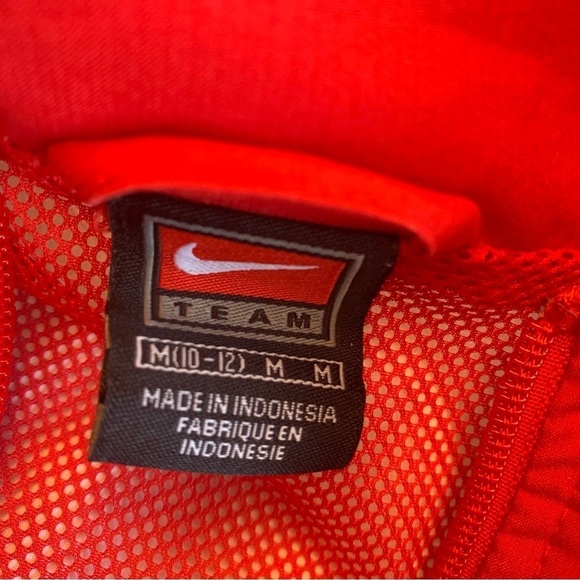 TEAM
M(10-12) M M
MADE IN INDONESIA
FABRIQUE EN
INDONESIE